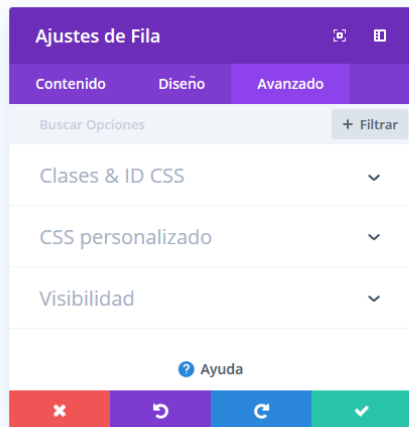 Ajustes de Fila
Contenido Diseño Avanzado
Buscar Opciones + Filtrar
Clases & ID CSS
CSS personalizado
Visibilidad
? Ayuda